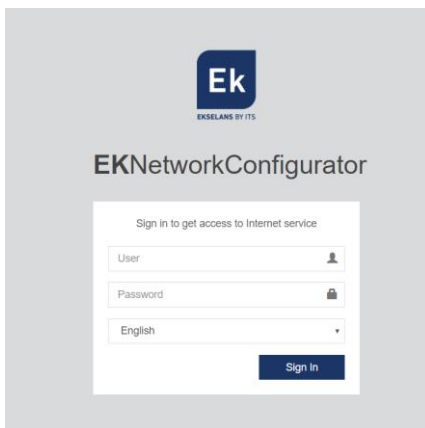 Ek
EKSELANS BY ITS
EKNetworkConfigurator
Sign in to get access to Internet service
User
Password
English
Sign In